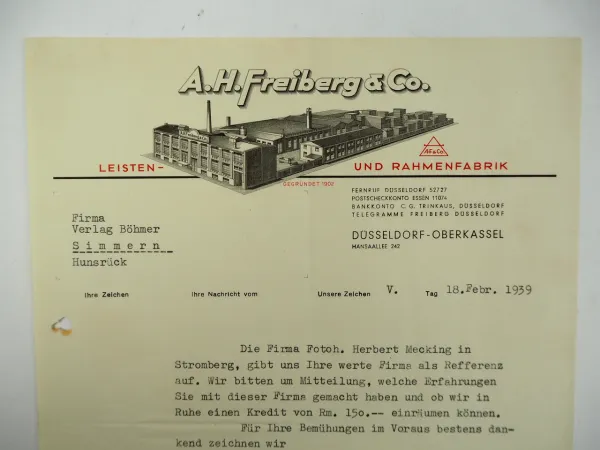 A.H. Freiberg & Co.
AF&Co.
LEISTEN- UND RAHMENFABRIK
GEGRÜNDET 1902
FERNRUF DÜSSELDORF 52727
POSTSCHECKKONTO ESSEN 11074
BANKKONTO C. G. TRINKAUS, DÜSSELDORF
TELEGRAMME FREIBERG DÜSSELDORF
DÜSSELDORF-OBERKASSEL
HANSAALLEE 242
Firma
Verlag Böhmer
Simmern
Hunsrück
Ihre Zeichen Ihre Nachricht vom Unsere Zeichen V. Tag 18.Febr. 1939
Die Firma Fotoh. Herbert Mecking in
Stromberg, gibt uns Ihre werte Firma als Refferenz
auf. Wir bitten um Mitteilung, welche Erfahrungen
Sie mit dieser Firma gemacht haben und ob wir in
Ruhe einen Kredit von Rm. 150.-- einräumen können.
Für Ihre Bemühungen im Voraus bestens dan-
kend zeichnen wir